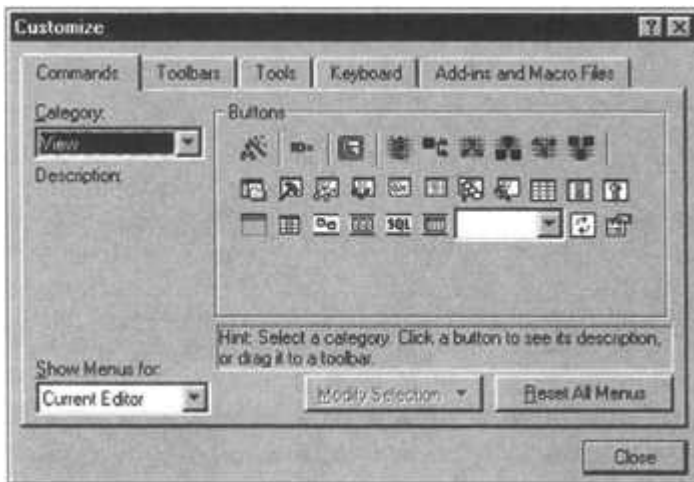 Customize
Commands
Toolbars
Tools
Keyboard
Add-ins and Macro Files
Category:
View
Description:
Buttons
ID=
SQL
Hint: Select a category. Click a button to see its description,
or drag it to a toolbar.
Show Menus for:
Current Editor
Modify Selection
Reset All Menus
Close